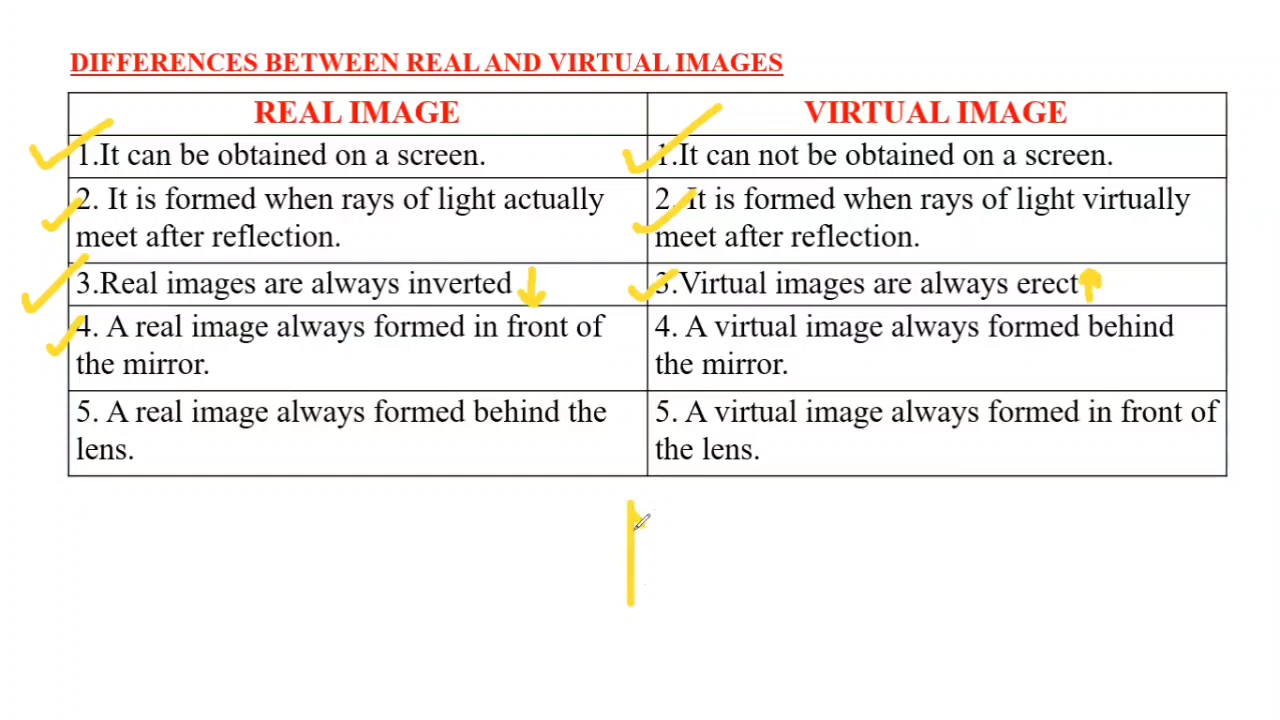 DIFFERENCES BETWEEN REAL AND VIRTUAL IMAGES
REAL IMAGE
VIRTUAL IMAGE
1.It can be obtained on a screen.
1.It can not be obtained on a screen.
2. It is formed when rays of light actually
meet after reflection.
2. It is formed when rays of light virtually
meet after reflection.
3.Real images are always inverted
3.Virtual images are always erect
4. A real image always formed in front of
the mirror.
4. A virtual image always formed behind
the mirror.
5. A real image always formed behind the
lens.
5. A virtual image always formed in front of
the lens.